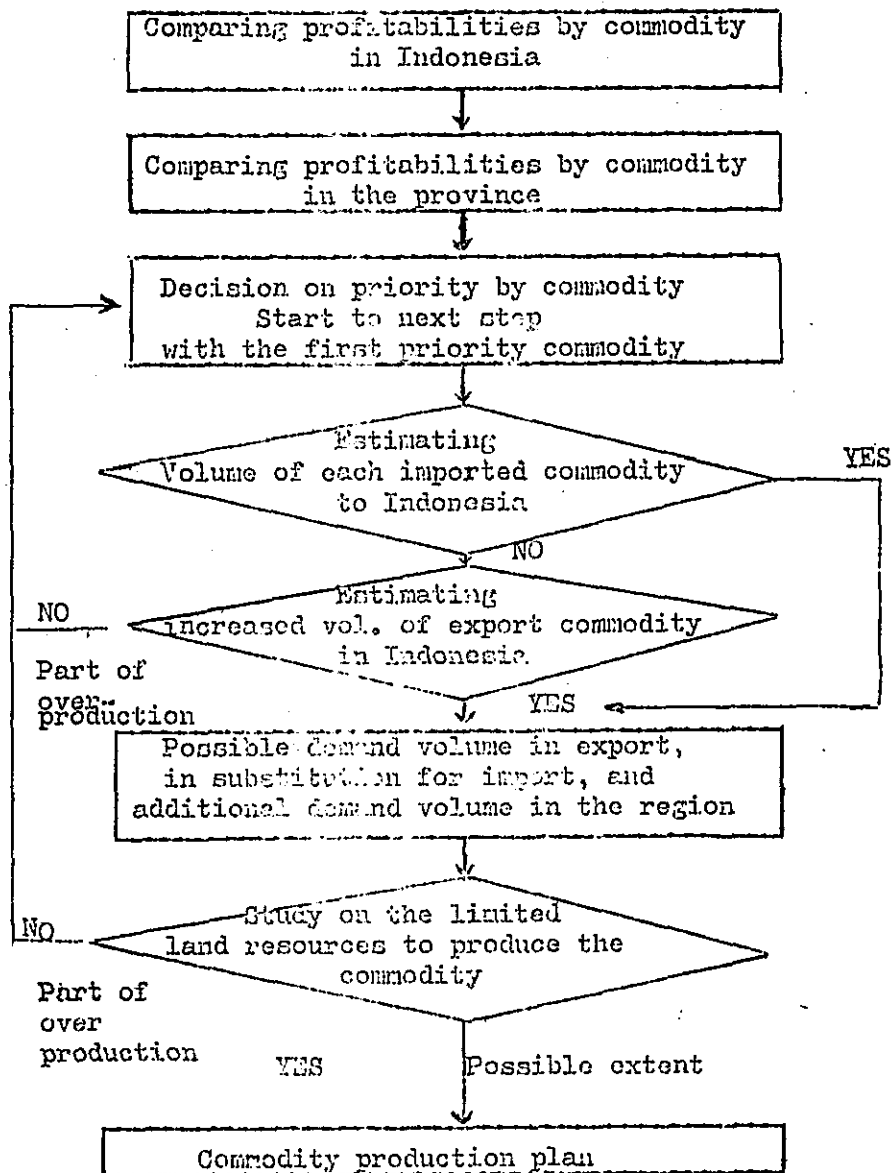 Comparing profitabilities by commodity
in Indonesia
Comparing profitabilities by commodity
in the province
Decision on priority by commodity
Start to next step
with the first priority commodity
Estimating
Volume of each imported commodity
to Indonesia
YES
NO
Estimating
increased vol. of export commodity
in Indonesia
NO
Part of
over-
production
YES
Possible demand volume in export,
in substitution for import, and
additional demand volume in the region
Study on the limited
land resources to produce the
commodity
NO
Part of
over
production
YES
Possible extent
Commodity production plan